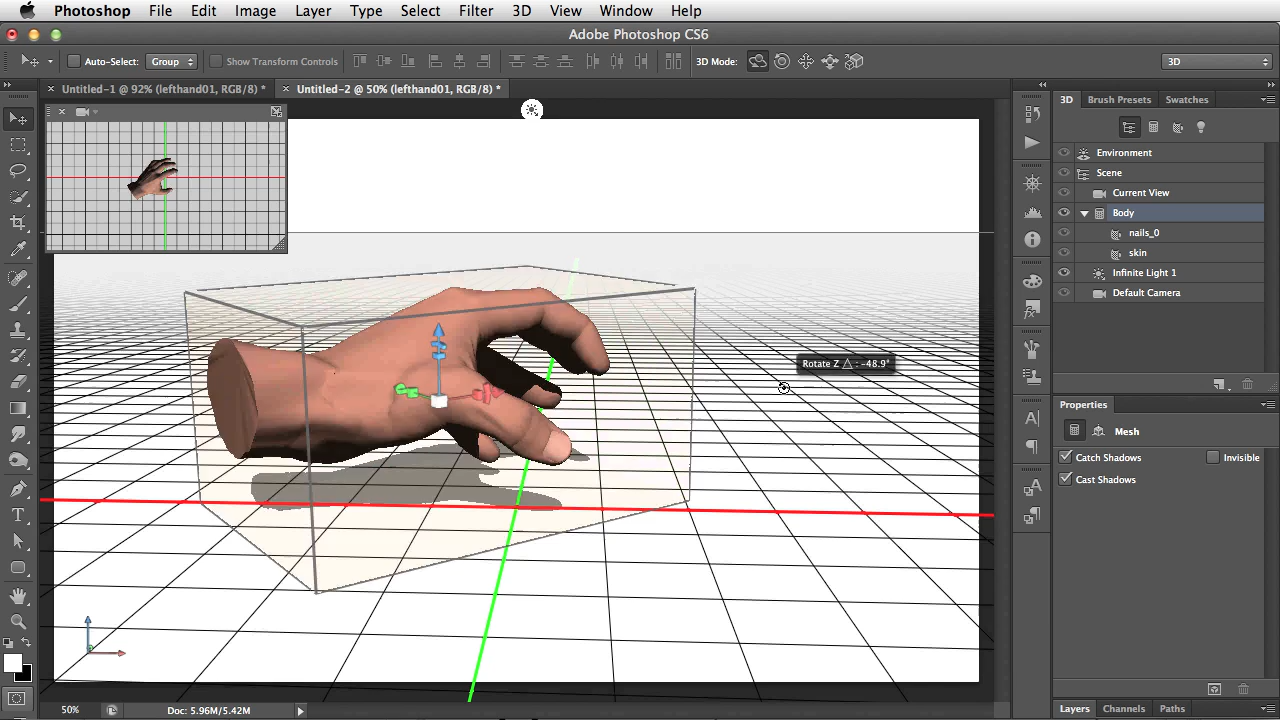 Photoshop File Edit Image Layer Type Select Filter 3D View Window Help
Adobe Photoshop CS6
Auto-Select: Group Show Transform Controls 3D Mode: 3D
Untitled-1 @ 92% (lefthand01, RGB/8) * Untitled-2 @ 50% (lefthand01, RGB/8) *
3D Brush Presets Swatches
Environment
Scene
Current View
Body
nails_0
skin
Infinite Light 1
Default Camera
Rotate Z △ : -48.9°
Properties
Mesh
Catch Shadows Invisible
Cast Shadows
50% Doc: 5.96M/5.42M
Layers Channels Paths